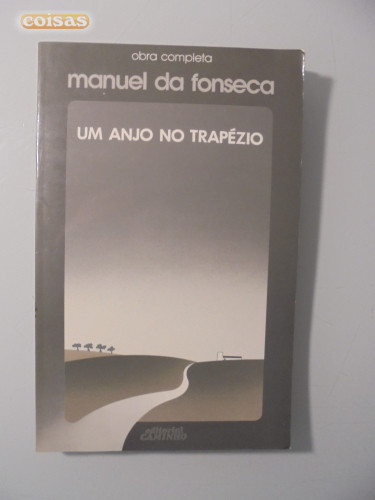 coisas
obra completa
manuel da fonseca
UM ANJO NO TRAPÉZIO
editorial
CAMINHO